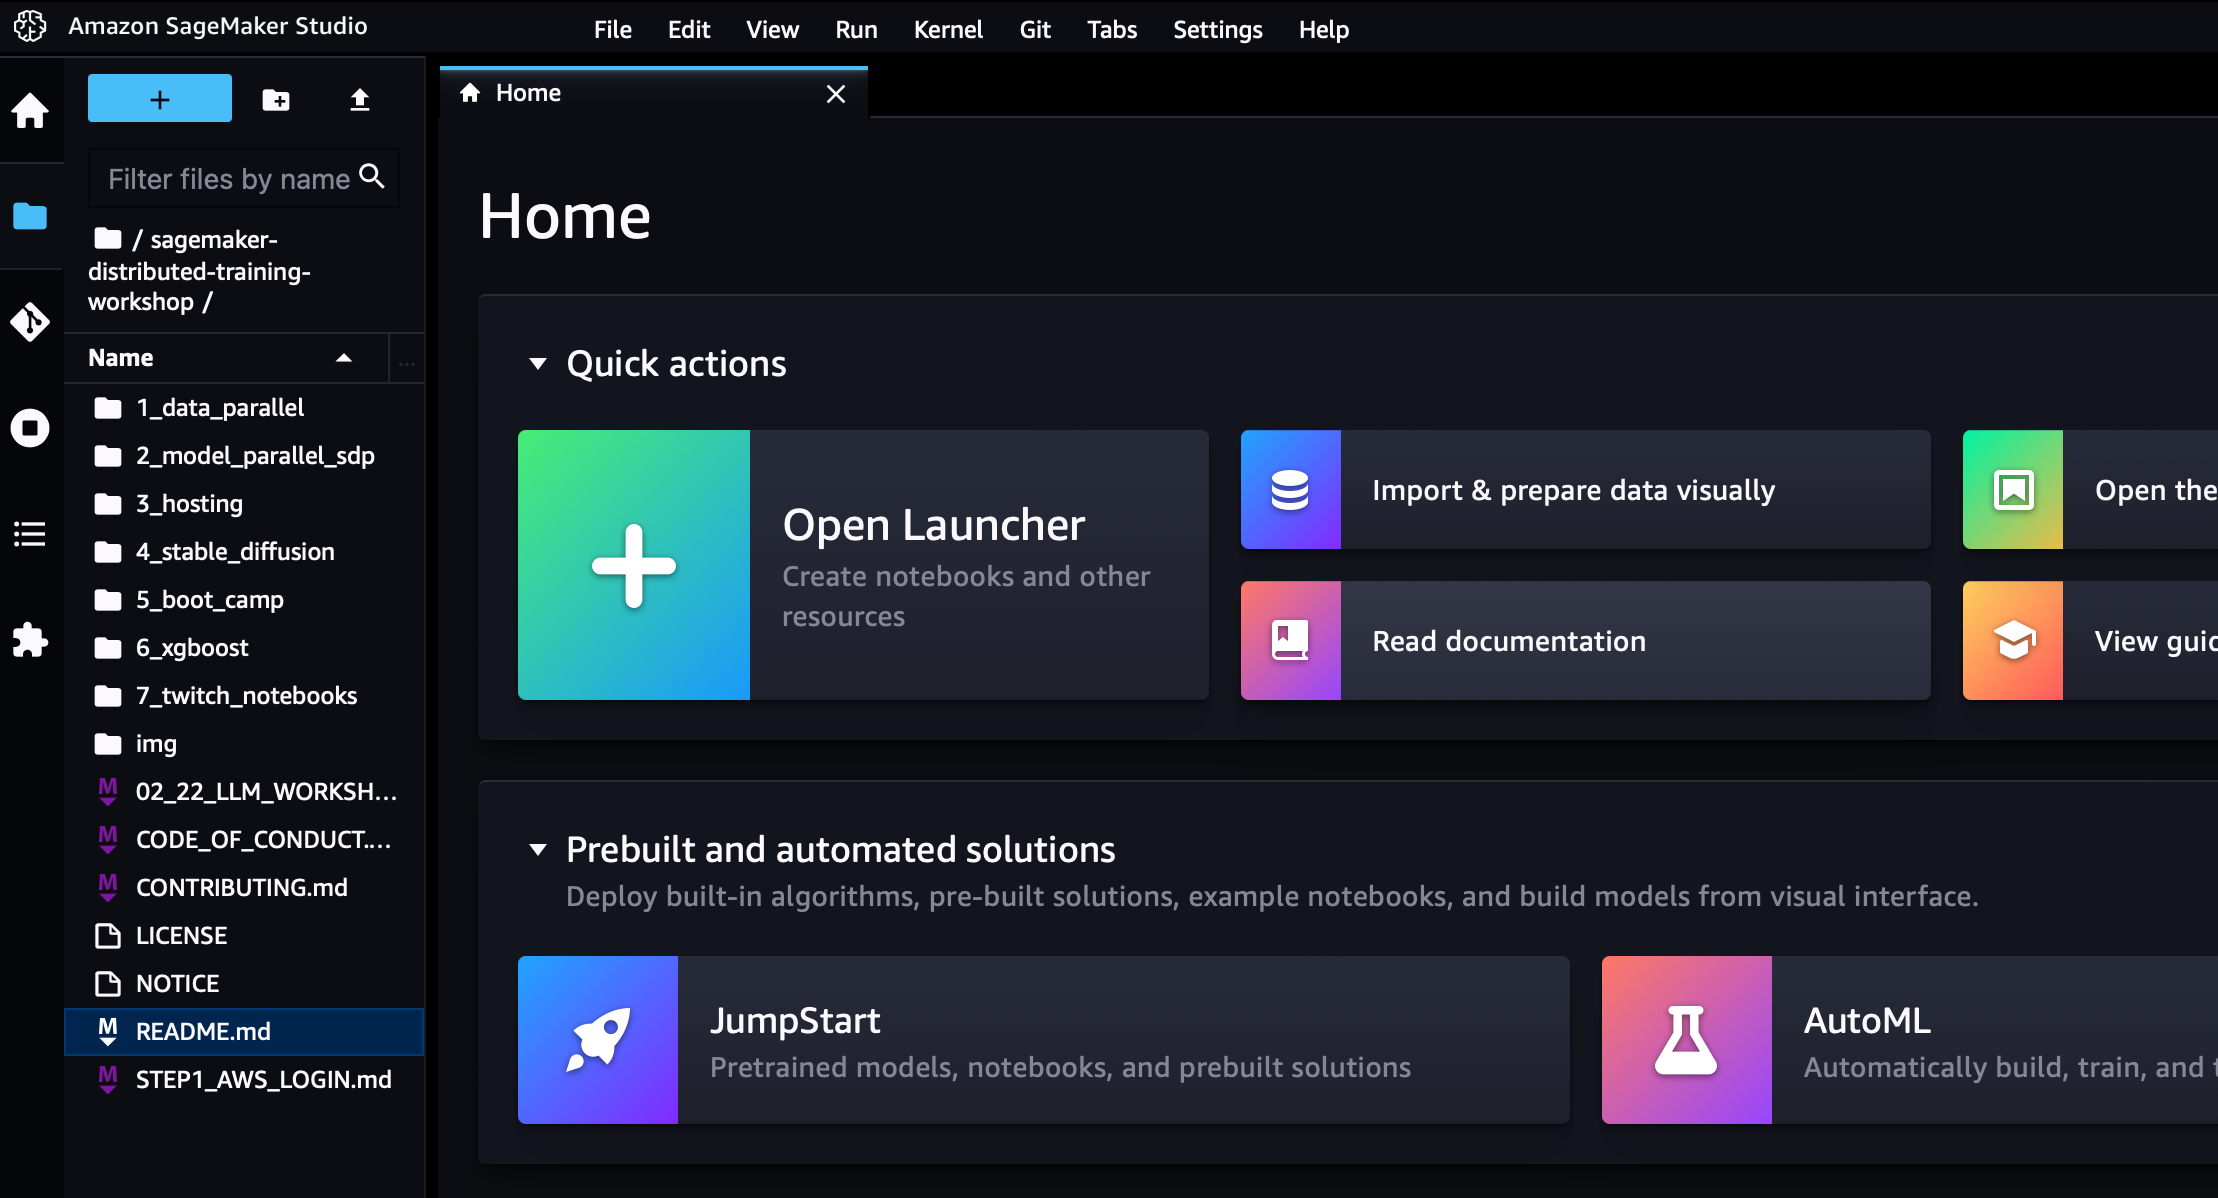 Amazon SageMaker Studio
File Edit View Run Kernel Git Tabs Settings Help
Filter files by name
/ sagemaker-
distributed-training-
workshop /
Name
...
1_data_parallel
2_model_parallel_sdp
3_hosting
4_stable_diffusion
5_boot_camp
6_xgboost
7_twitch_notebooks
img
02_22_LLM_WORKSH...
CODE_OF_CONDUCT....
CONTRIBUTING.md
LICENSE
NOTICE
README.md
STEP1_AWS_LOGIN.md
Home
Home
Quick actions
Open Launcher
Create notebooks and other
resources
Import & prepare data visually
Open the
Read documentation
View guid
Prebuilt and automated solutions
Deploy built-in algorithms, pre-built solutions, example notebooks, and build models from visual interface.
JumpStart
Pretrained models, notebooks, and prebuilt solutions
AutoML
Automatically build, train, and t